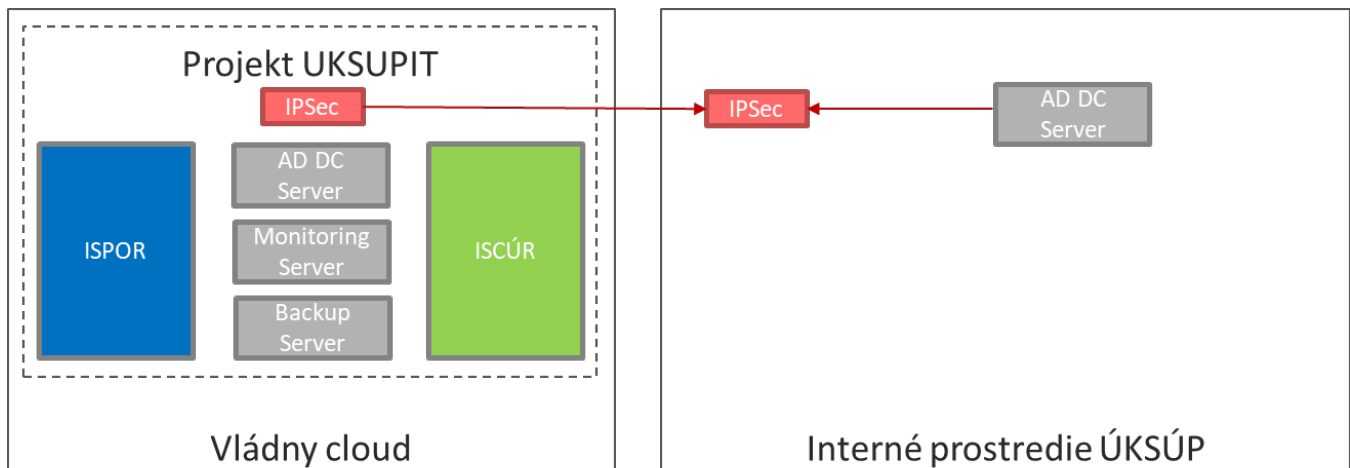 Projekt UKSUPIT
IPSec
ISPOR
AD DC
Server
Monitoring
Server
Backup
Server
ISCÚR
Vládny cloud
IPSec
AD DC
Server
Interné prostredie ÚKSÚP